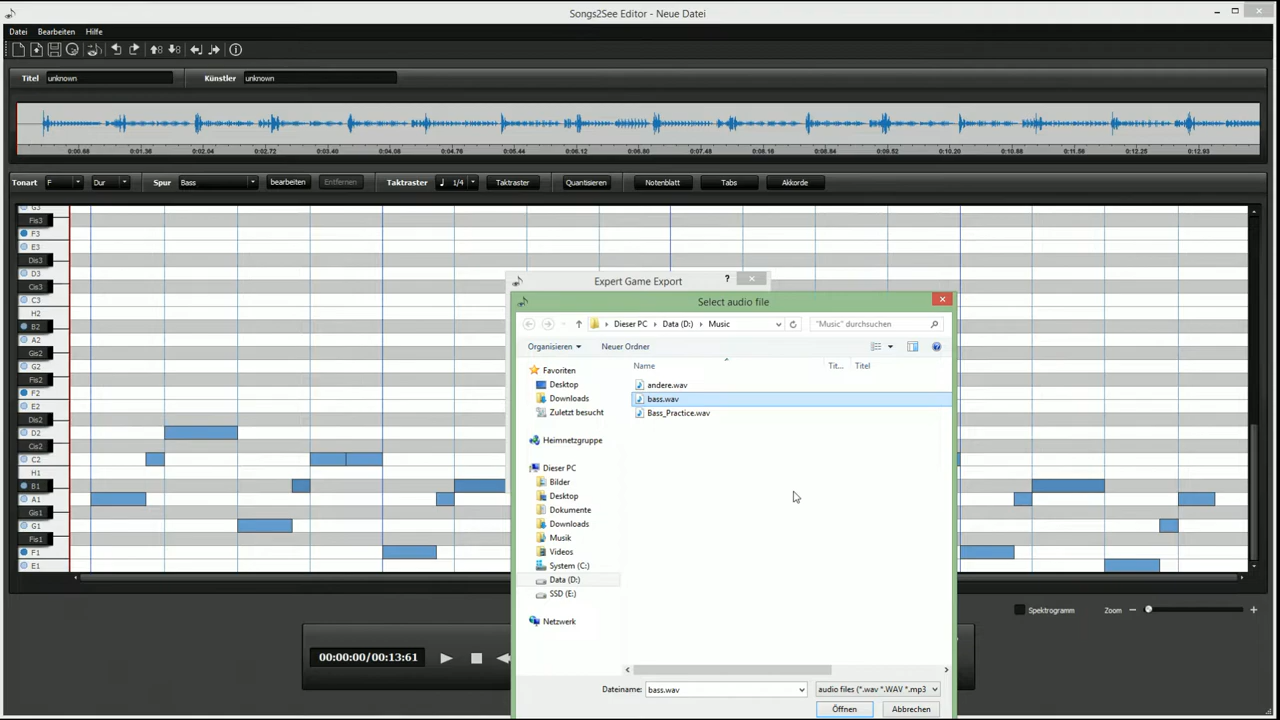 Songs2See Editor - Neue Datei
Datei Bearbeiten Hilfe
Titel unknown Künstler unknown
0:00.68 0:01.36 0:02.04 0:02.72 0:03.40 0:04.08 0:04.76 0:05.44 0:06.12 0:06.80 0:07.48 0:08.16 0:08.84 0:09.52 0:10.20 0:10.88 0:11.56 0:12.25 0:12.93
Tonart F Dur Spur Bass bearbeiten Entfernen Taktraster 1/4 Taktraster Quantisieren Notenblatt Tabs Akkorde
G3
Fis3
F3
E3
Dis3
D3
Cis3
C3
H2
B2
A2
Gis2
G2
Fis2
F2
E2
Dis2
D2
Cis2
C2
H1
B1
A1
Gis1
G1
Fis1
F1
E1
Expert Game Export ?
Select audio file
Dieser PC Data (D:) Music "Music" durchsuchen
Organisieren Neuer Ordner
Name Tit... Titel
Favoriten
Desktop
Downloads
Zuletzt besucht
Heimnetzgruppe
Dieser PC
Bilder
Desktop
Dokumente
Downloads
Musik
Videos
System (C:)
Data (D:)
SSD (E:)
Netzwerk
andere.wav
bass.wav
Bass_Practice.wav
Dateiname: bass.wav audio files (*.wav *.WAV *.mp3
Öffnen Abbrechen
Spektrogramm Zoom
00:00:00/00:13:61